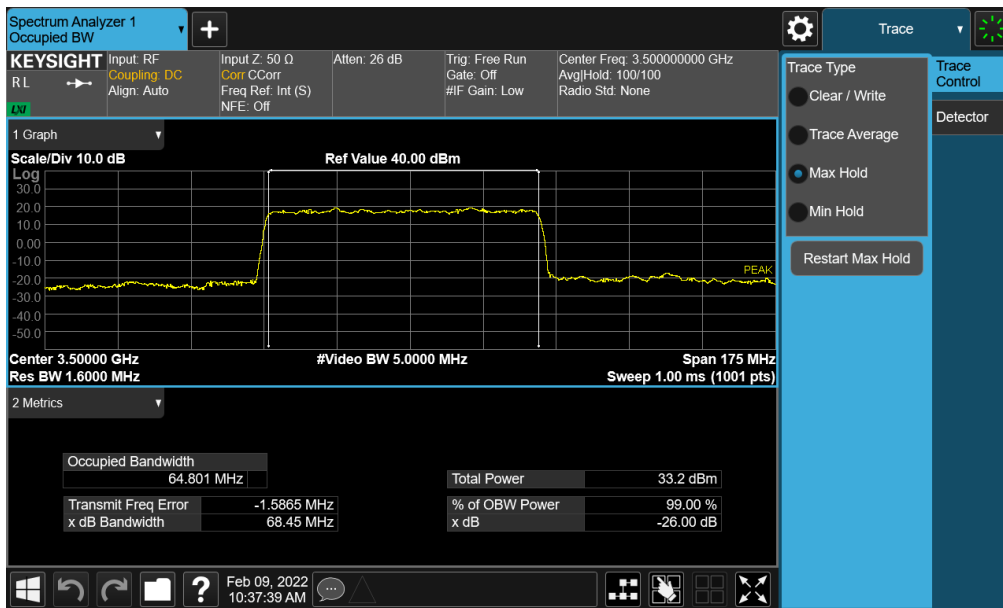 Spectrum Analyzer 1
Occupied BW
Trace
KEYSIGHT
R L
LXI
Input: RF
Coupling: DC
Align: Auto
Input Z: 50 Ω
Corr CCorr
Freq Ref: Int (S)
NFE: Off
Atten: 26 dB
Trig: Free Run
Gate: Off
#IF Gain: Low
Center Freq: 3.500000000 GHz
Avg|Hold: 100/100
Radio Std: None
Trace Type
Clear / Write
Trace Average
Max Hold
Min Hold
Restart Max Hold
Trace
Control
Detector
1 Graph
Scale/Div 10.0 dB
Ref Value 40.00 dBm
Log
30.0
20.0
10.0
0.00
-10.0
-20.0
-30.0
-40.0
-50.0
PEAK
Center 3.50000 GHz
#Video BW 5.0000 MHz
Span 175 MHz
Res BW 1.6000 MHz
Sweep 1.00 ms (1001 pts)
2 Metrics
Occupied Bandwidth
64.801 MHz
Total Power 33.2 dBm
Transmit Freq Error -1.5865 MHz
% of OBW Power 99.00 %
x dB Bandwidth 68.45 MHz
x dB -26.00 dB
?
Feb 09, 2022
10:37:39 AM